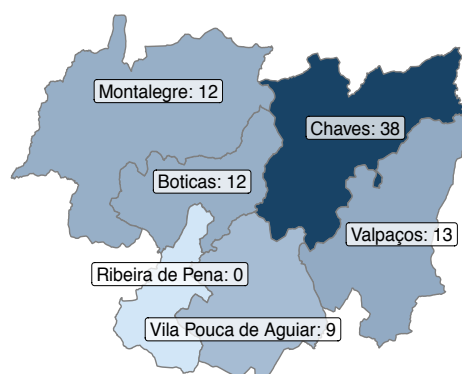 Montalegre: 12
Chaves: 38
Boticas: 12
Valpaços: 13
Ribeira de Pena: 0
Vila Pouca de Aguiar: 9